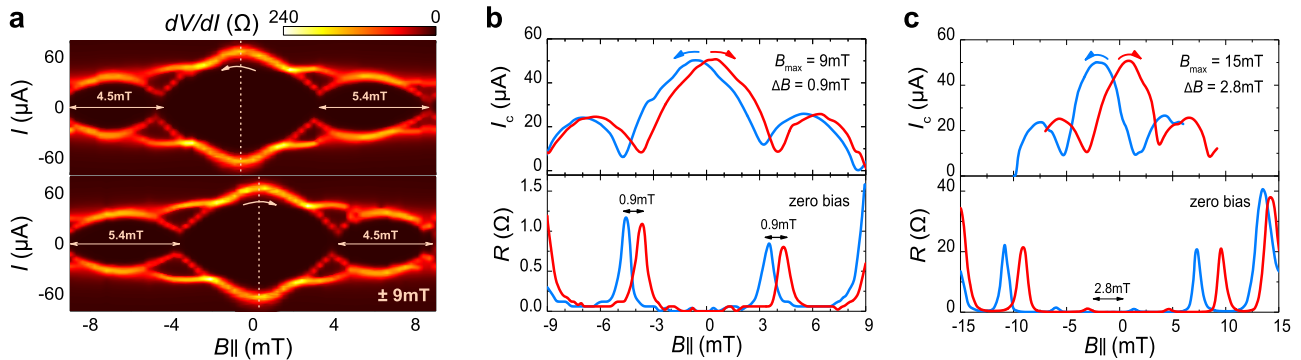 a
dV/dI (Ω)
240
0
I (μA)
60
0
-60
4.5mT
5.4mT
I (μA)
60
0
-60
5.4mT
4.5mT
± 9mT
-8
-4
0
4
8
B∥ (mT)
b
Ic (μA)
60
40
20
0
Bmax = 9mT
ΔB = 0.9mT
R (Ω)
1.5
1.0
0.5
0.0
0.9mT
0.9mT
zero bias
-9
-6
-3
0
3
6
9
B∥ (mT)
c
Ic (μA)
60
40
20
0
Bmax = 15mT
ΔB = 2.8mT
R (Ω)
40
20
0
2.8mT
zero bias
-15
-10
-5
0
5
10
15
B∥ (mT)